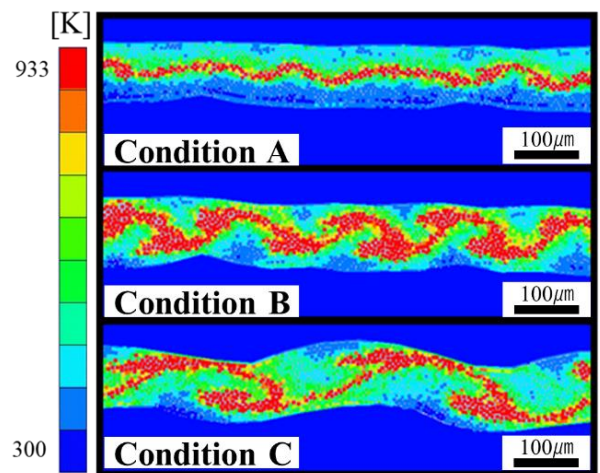 [K]
933
300
Condition A
100μm
Condition B
100μm
Condition C
100μm